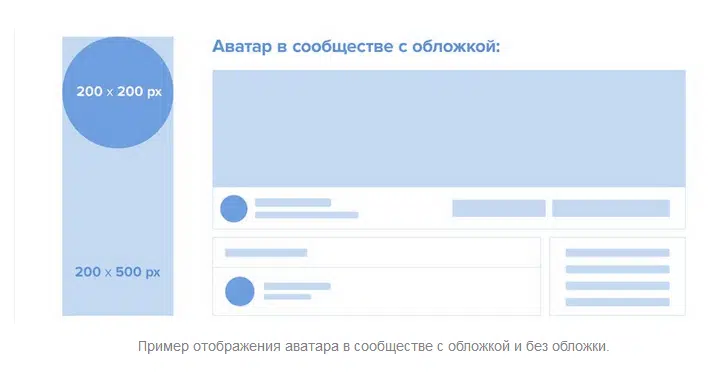 Аватар в сообществе с обложкой:
200 x 200 px
200 x 500 px
Пример отображения аватара в сообществе с обложкой и без обложки.